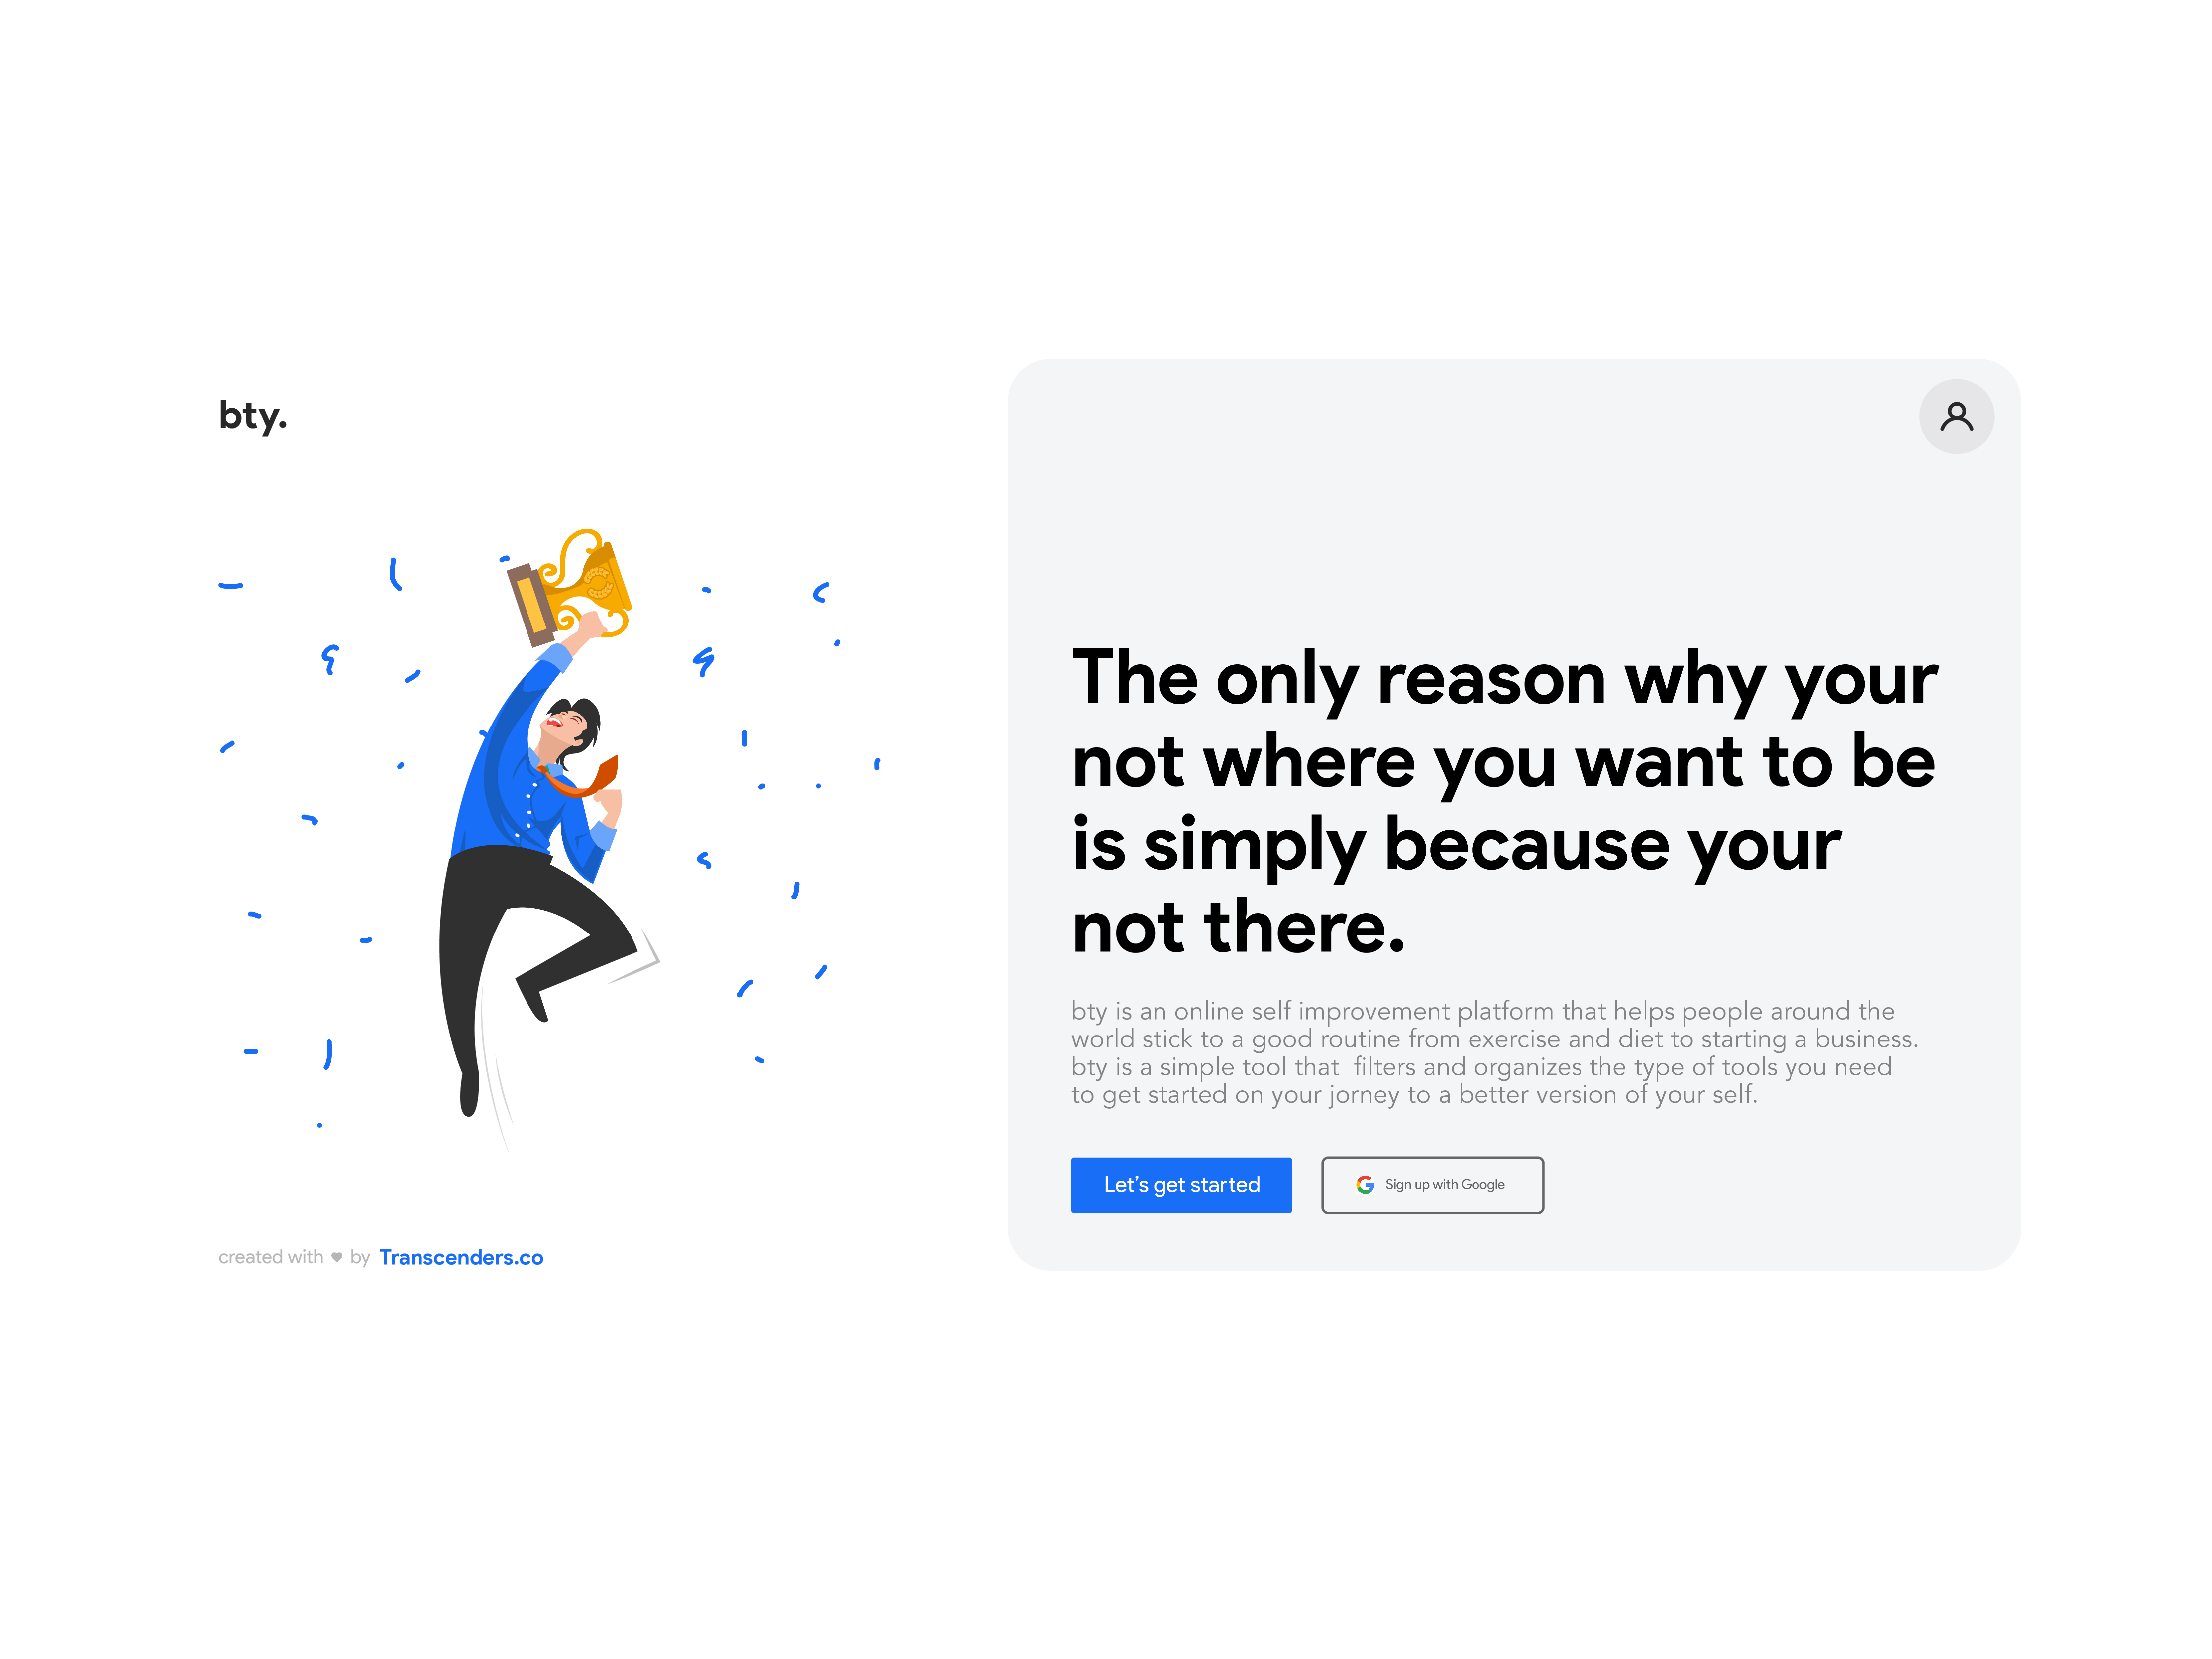 bty.
The only reason why your
not where you want to be
is simply because your
not there.
bty is an online self improvement platform that helps people around the
world stick to a good routine from exercise and diet to starting a business.
bty is a simple tool that  filters and organizes the type of tools you need
to get started on your jorney to a better version of your self.
Let's get started
Sign up with Google
created with ♥ by Transcenders.co